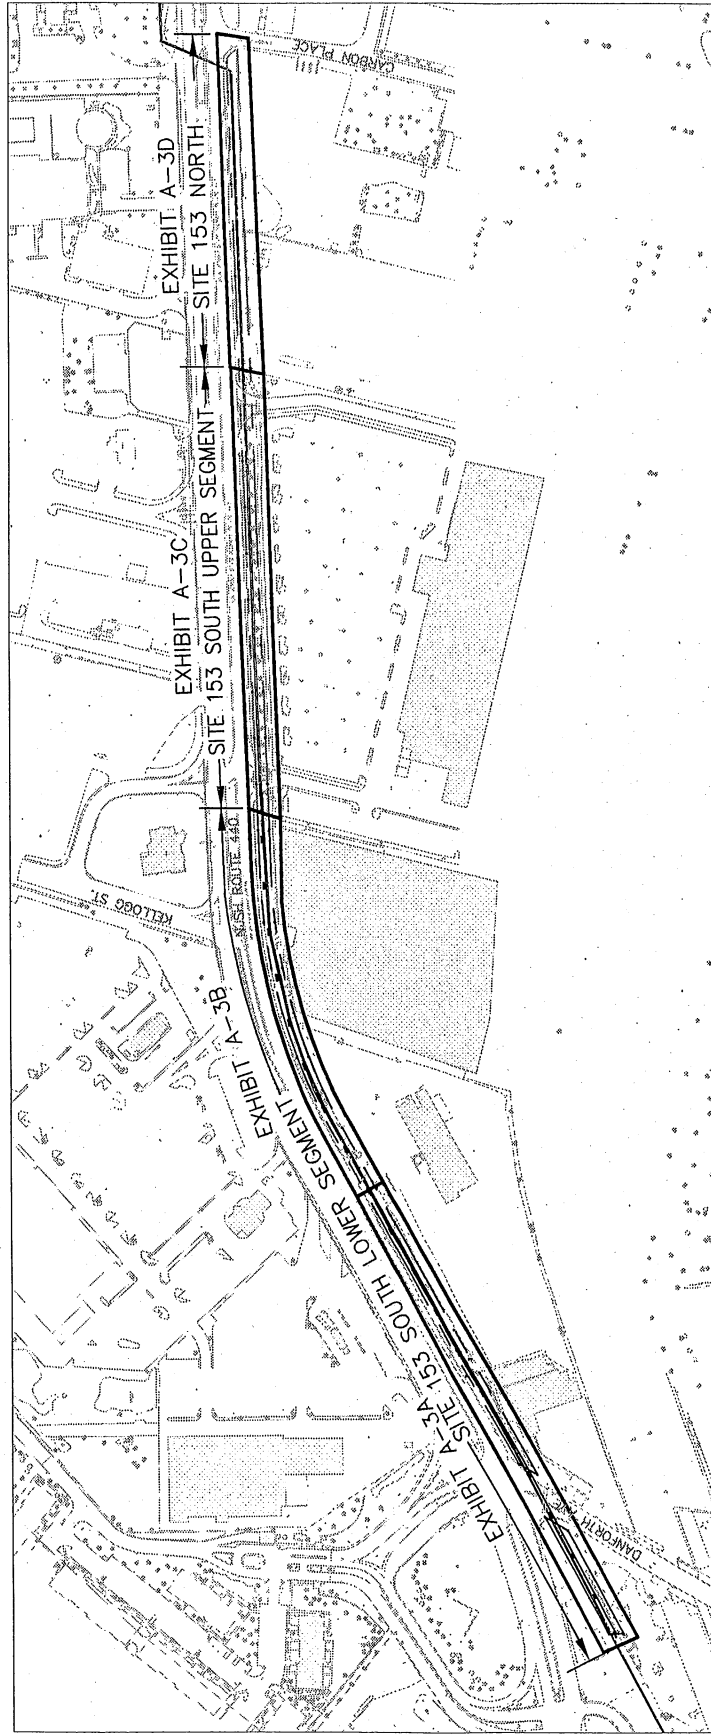 CARBON PLACE
EXHIBIT A-3D
SITE 153 NORTH
EXHIBIT A-3C
SITE 153 SOUTH UPPER SEGMENT
KELLOGG ST.
ROUTE 440
EXHIBIT A-3B
SITE 153 SOUTH LOWER SEGMENT
EXHIBIT A-3A
DANFORTH AVE